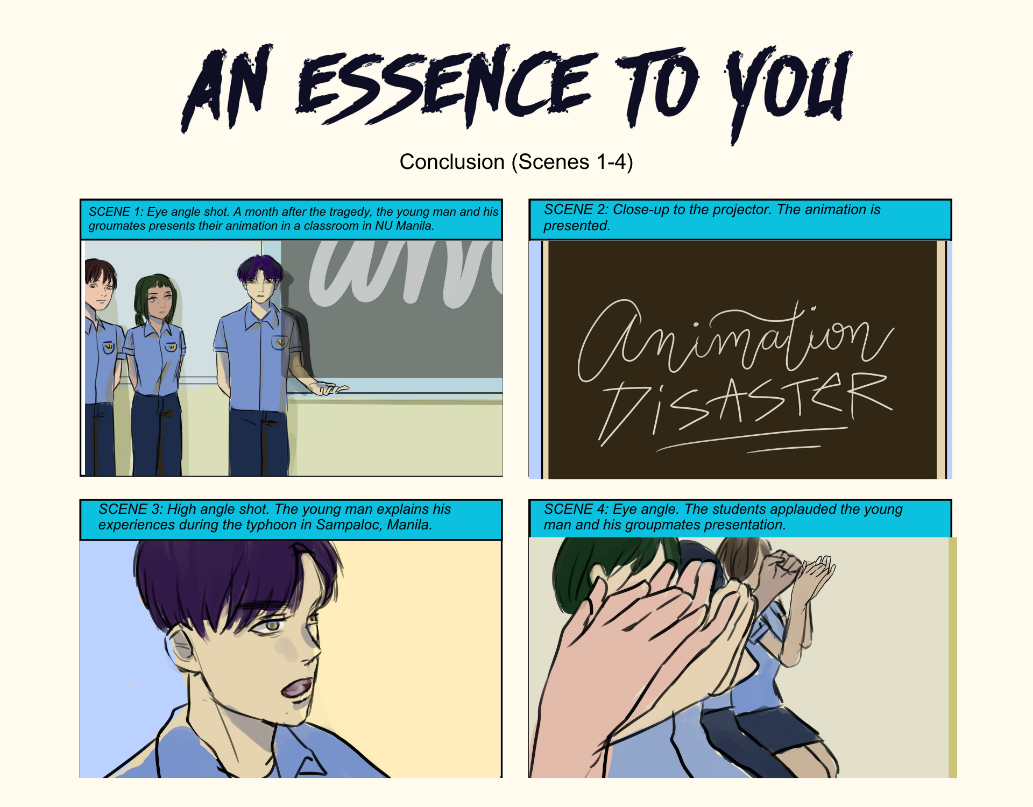 AN ESSENCE TO YOU
Conclusion (Scenes 1-4)
SCENE 1: Eye angle shot. A month after the tragedy, the young man and his
groumates presents their animation in a classroom in NU Manila.
SCENE 2: Close-up to the projector. The animation is
presented.
anim
Animation
DISASTER
SCENE 3: High angle shot. The young man explains his
experiences during the typhoon in Sampaloc, Manila.
SCENE 4: Eye angle. The students applauded the young
man and his groupmates presentation.